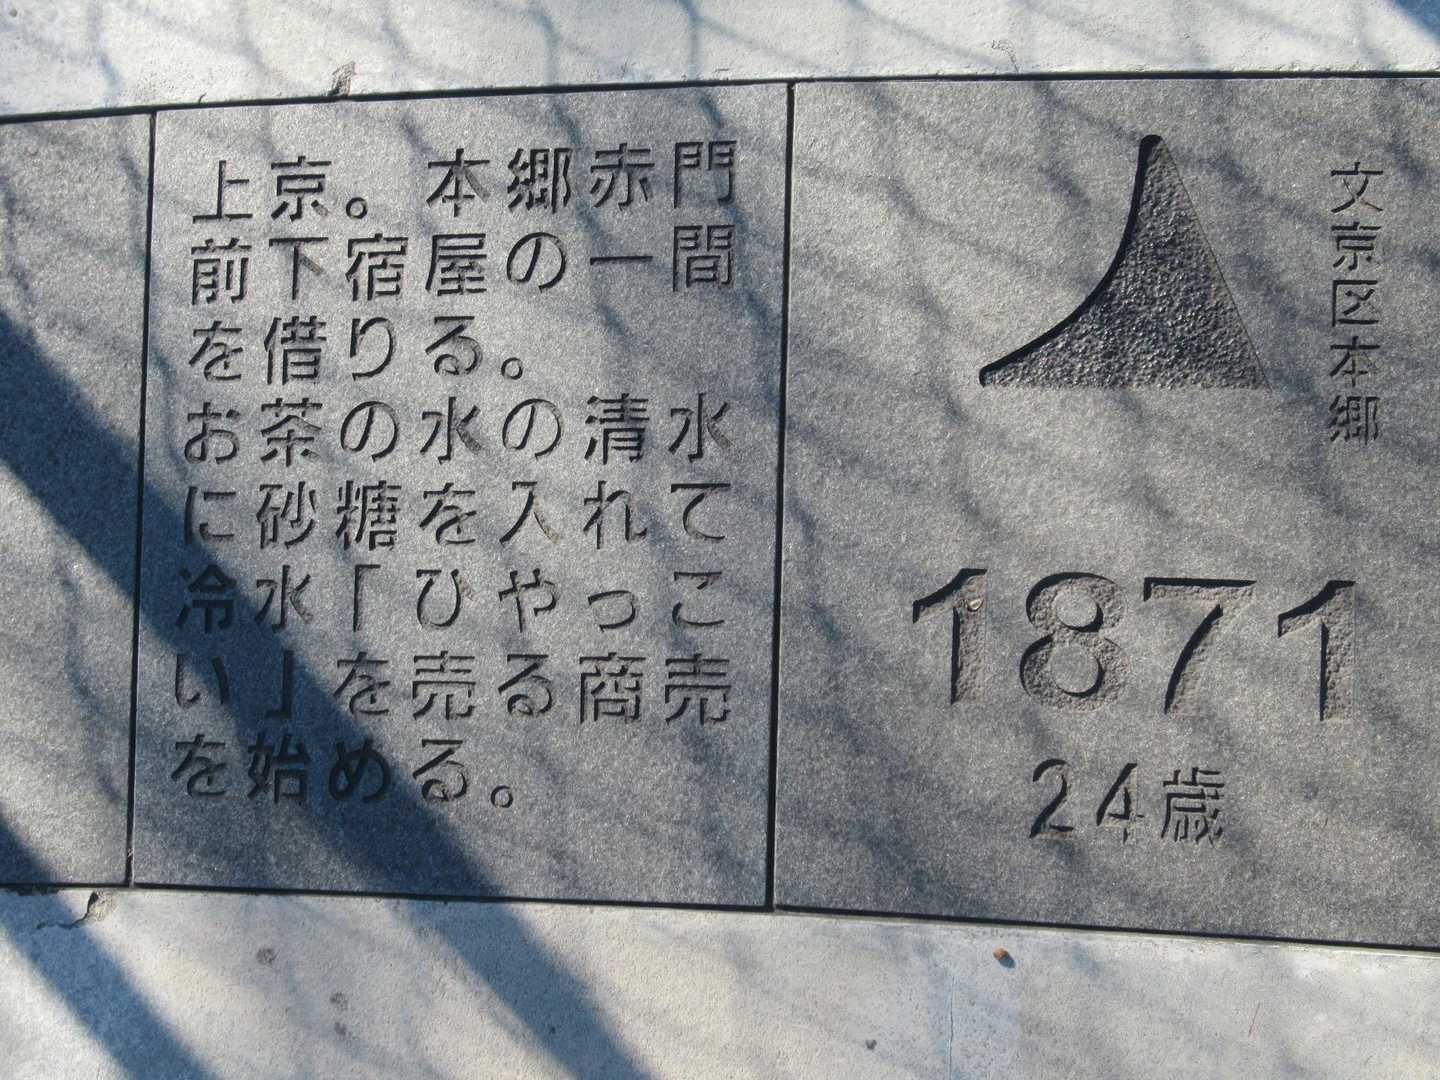 上京。本郷赤門
前下宿屋の一間
を借りる。
お茶の水の清水
に砂糖を入れて
冷水「ひやっこ
い」を売る商売
を始める。
文京区本郷
1871
24歳